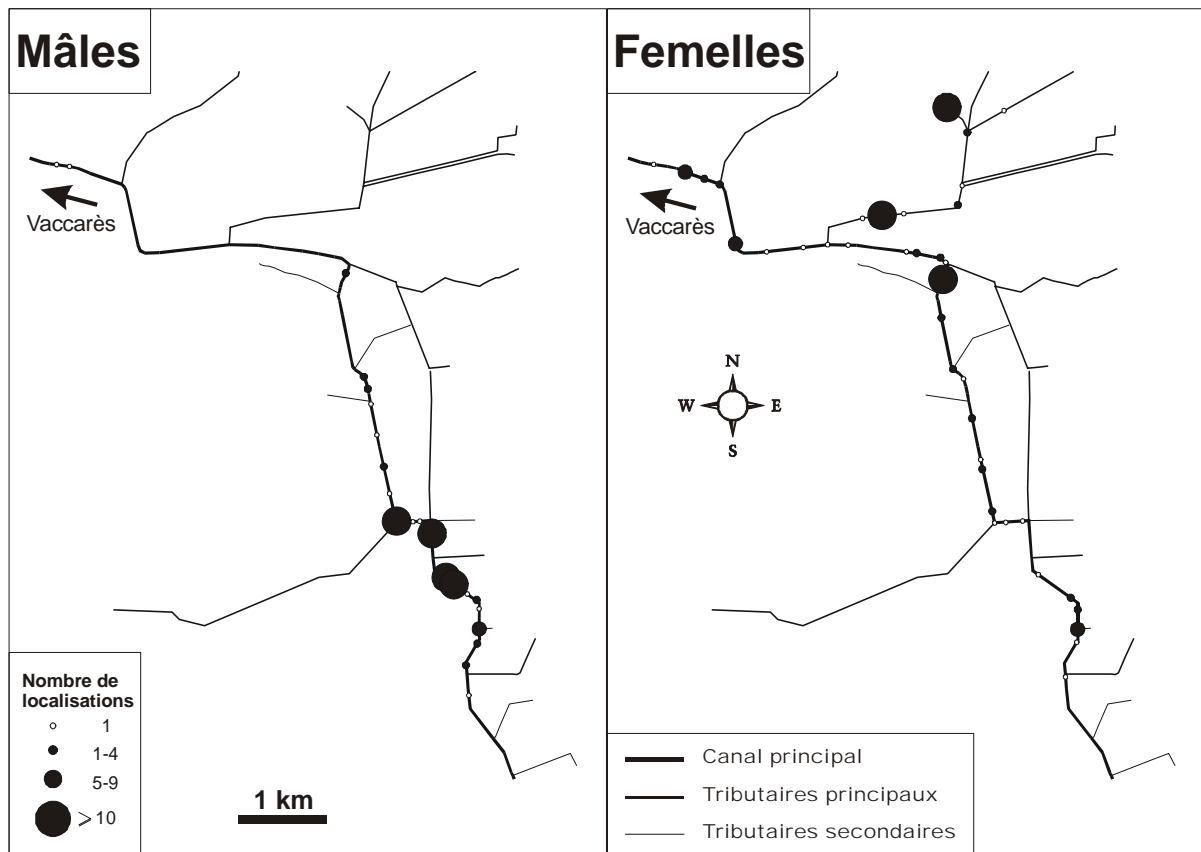 Mâles
Vaccarès
Nombre de
localisations
1
1-4
5-9
⩾10
1 km
Femelles
Vaccarès
N
W E
S
Canal principal
Tributaires principaux
Tributaires secondaires